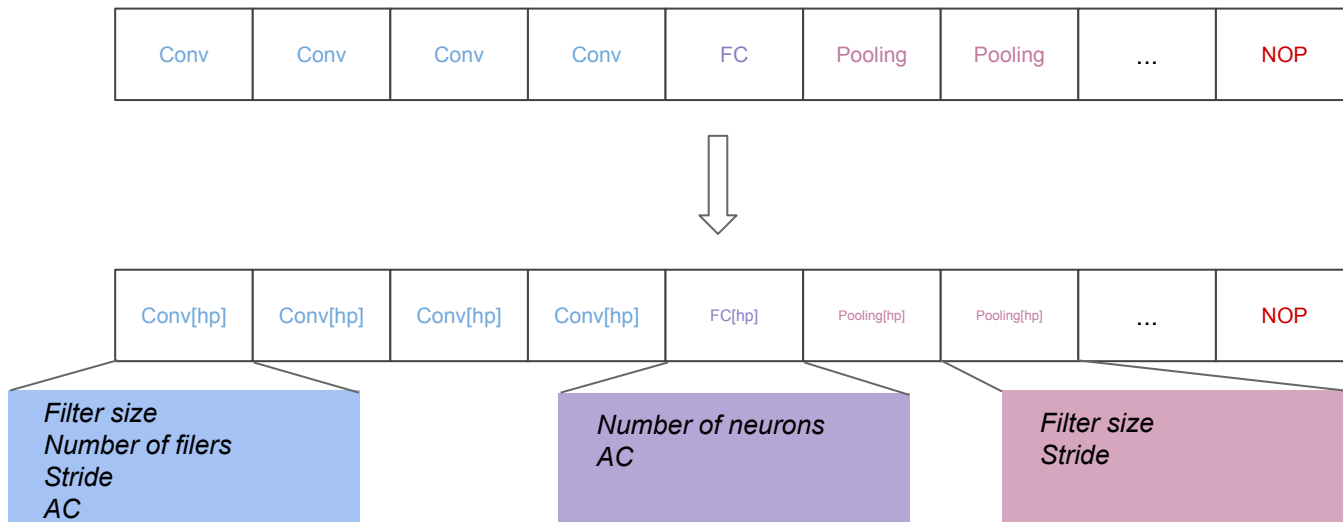 Conv Conv Conv Conv FC Pooling Pooling ... NOP
Conv[hp] Conv[hp] Conv[hp] Conv[hp] FC[hp] Pooling[hp] Pooling[hp] ... NOP
Filter size
Number of filers
Stride
AC
Number of neurons
AC
Filter size
Stride